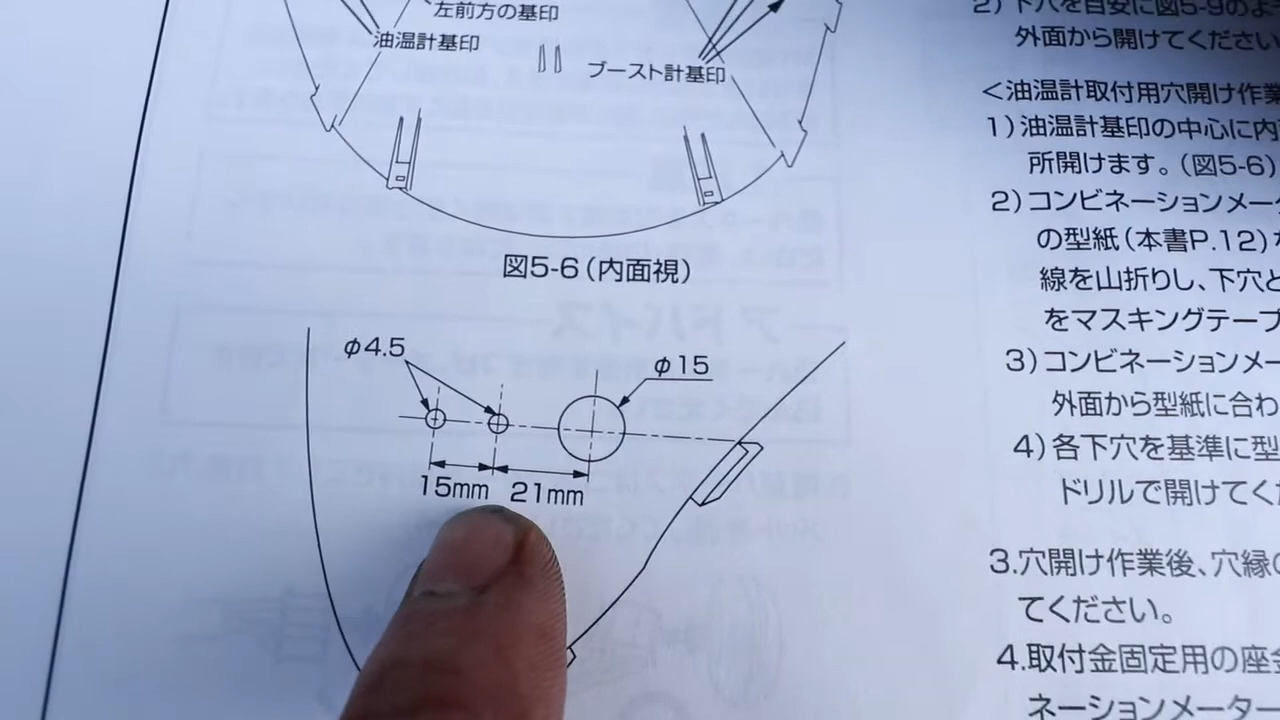 左前方の基印
油温計基印
ブースト計基印
図5-6(内面視)
φ4.5
φ15
15mm
21mm
2) 下穴を目安に図5-9のよ
外面から開けてください
<油温計取付用穴開け作業
1)油温計基印の中心に内
所開けます。(図5-6)
2)コンビネーションメー
の型紙(本書P.12)
線を山折りし、下穴と
をマスキングテープ
3)コンビネーションメー
外面から型紙に合わ
4)各下穴を基準に型
ドリルで開けてく
3.穴開け作業後、穴縁
てください。
4.取付金固定用の座金
ネーションメーター